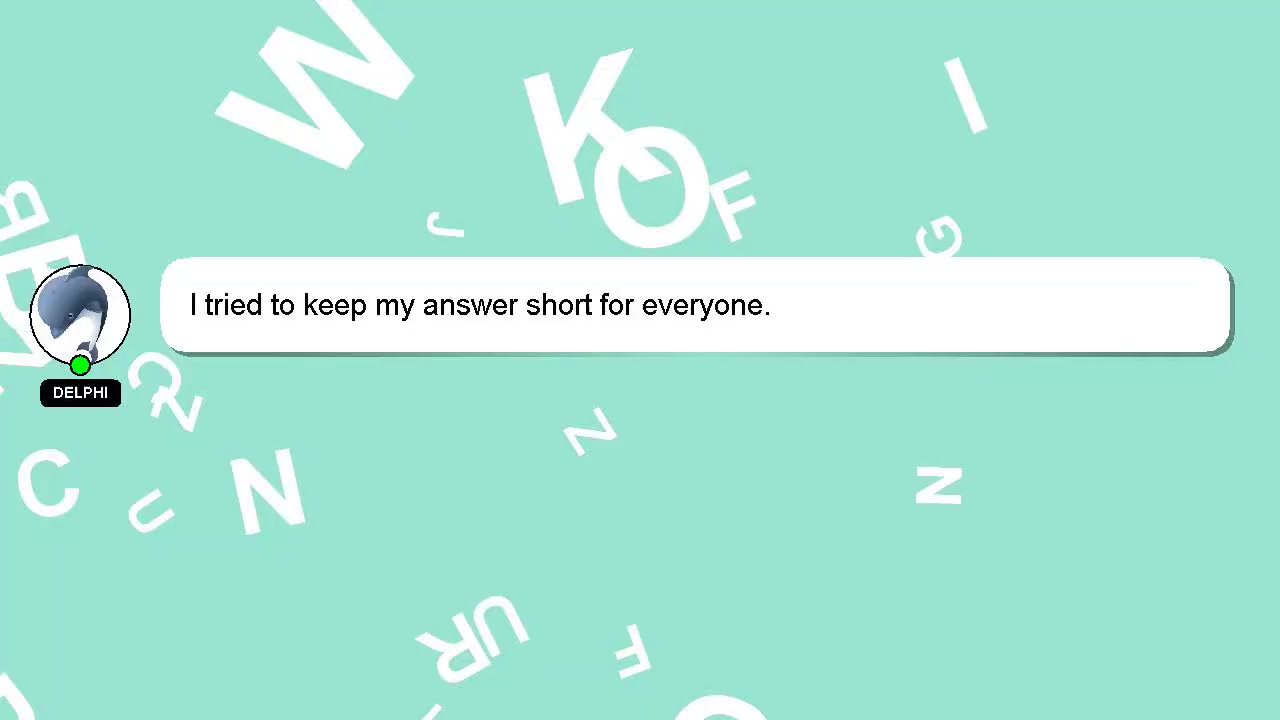 W
K
I
O
F
J
G
I tried to keep my answer short for everyone.
DELPHI
C
Z
N
Z
C
N
U
N
U
R
F